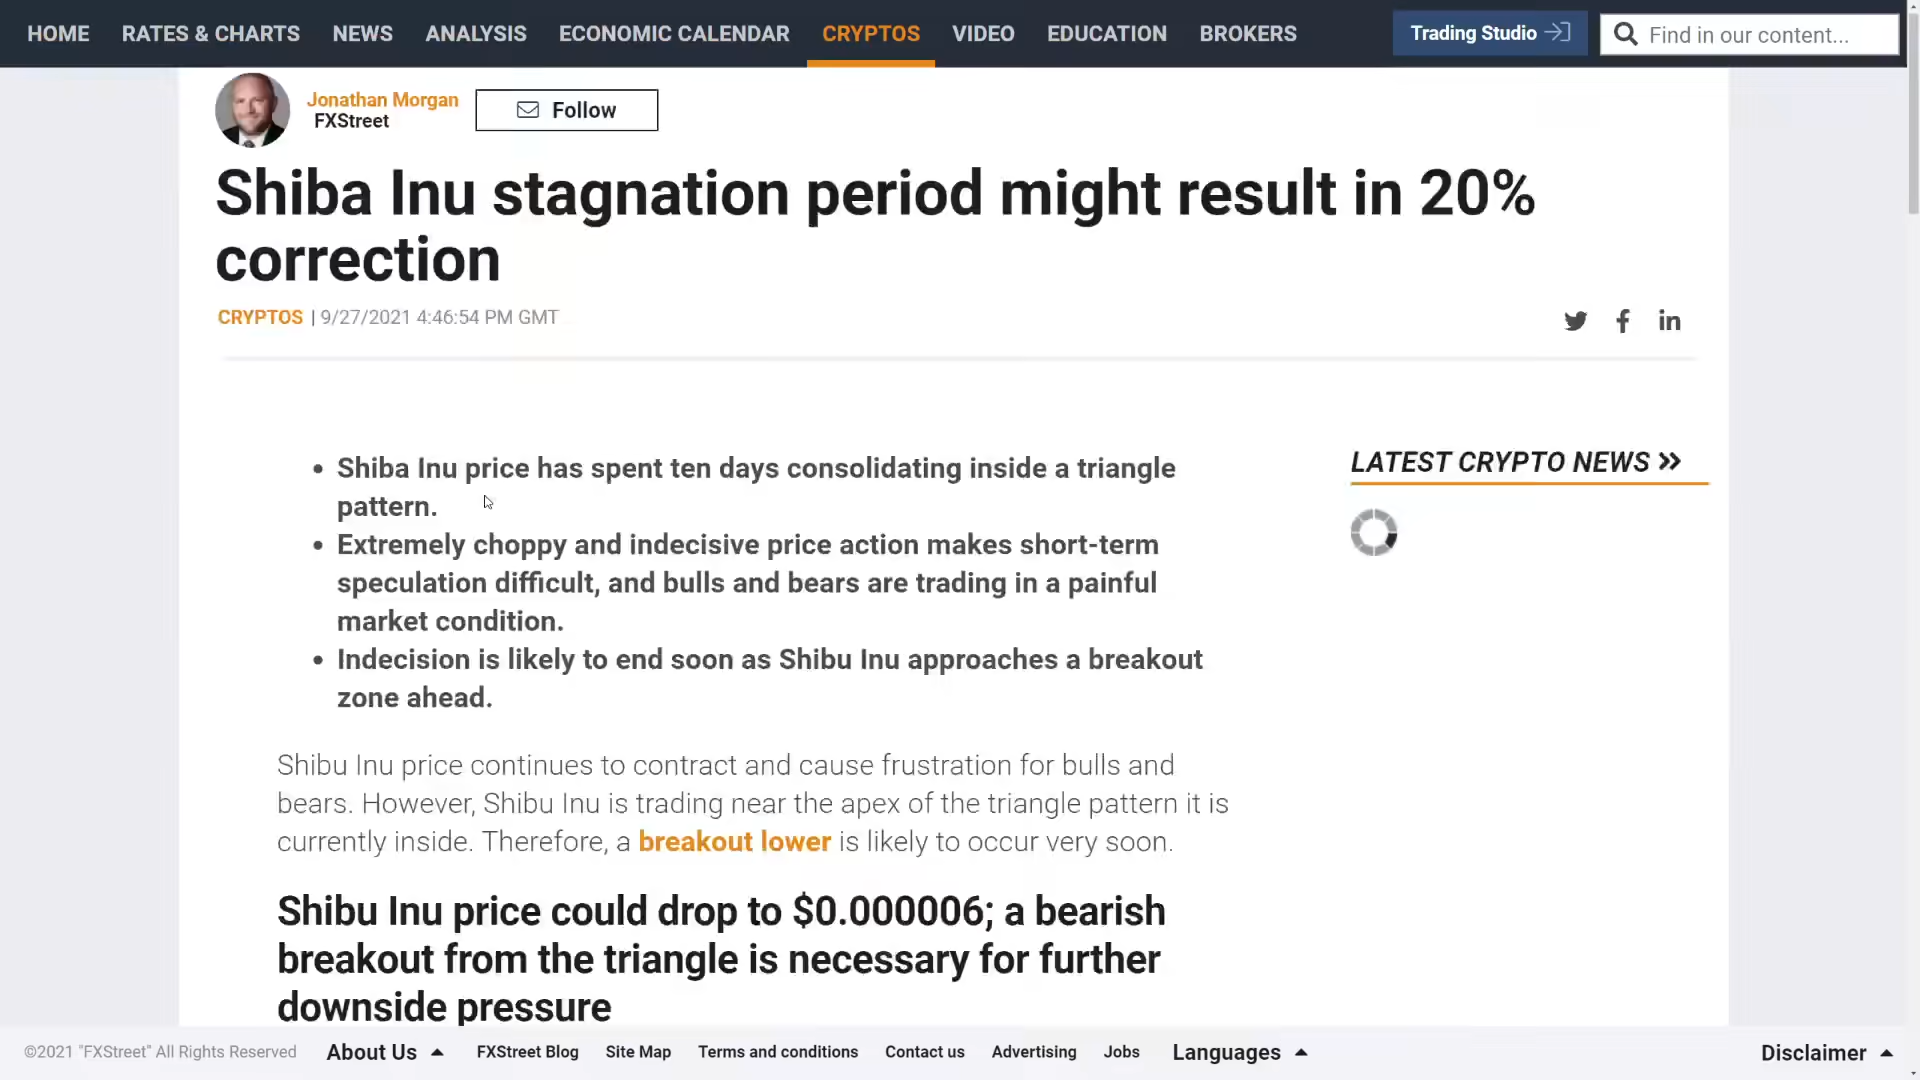 HOME RATES & CHARTS NEWS ANALYSIS ECONOMIC CALENDAR CRYPTOS VIDEO EDUCATION BROKERS Trading Studio Find in our content...
Jonathan Morgan
FXStreet
Follow
Shiba Inu stagnation period might result in 20%
correction
CRYPTOS | 9/27/2021 4:46:54 PM GMT
Shiba Inu price has spent ten days consolidating inside a triangle
pattern.
Extremely choppy and indecisive price action makes short-term
speculation difficult, and bulls and bears are trading in a painful
market condition.
Indecision is likely to end soon as Shibu Inu approaches a breakout
zone ahead.
LATEST CRYPTO NEWS
Shibu Inu price continues to contract and cause frustration for bulls and
bears. However, Shibu Inu is trading near the apex of the triangle pattern it is
currently inside. Therefore, a breakout lower is likely to occur very soon.
Shibu Inu price could drop to $0.000006; a bearish
breakout from the triangle is necessary for further
downside pressure
©2021 "FXStreet" All Rights Reserved About Us FXStreet Blog Site Map Terms and conditions Contact us Advertising Jobs Languages Disclaimer